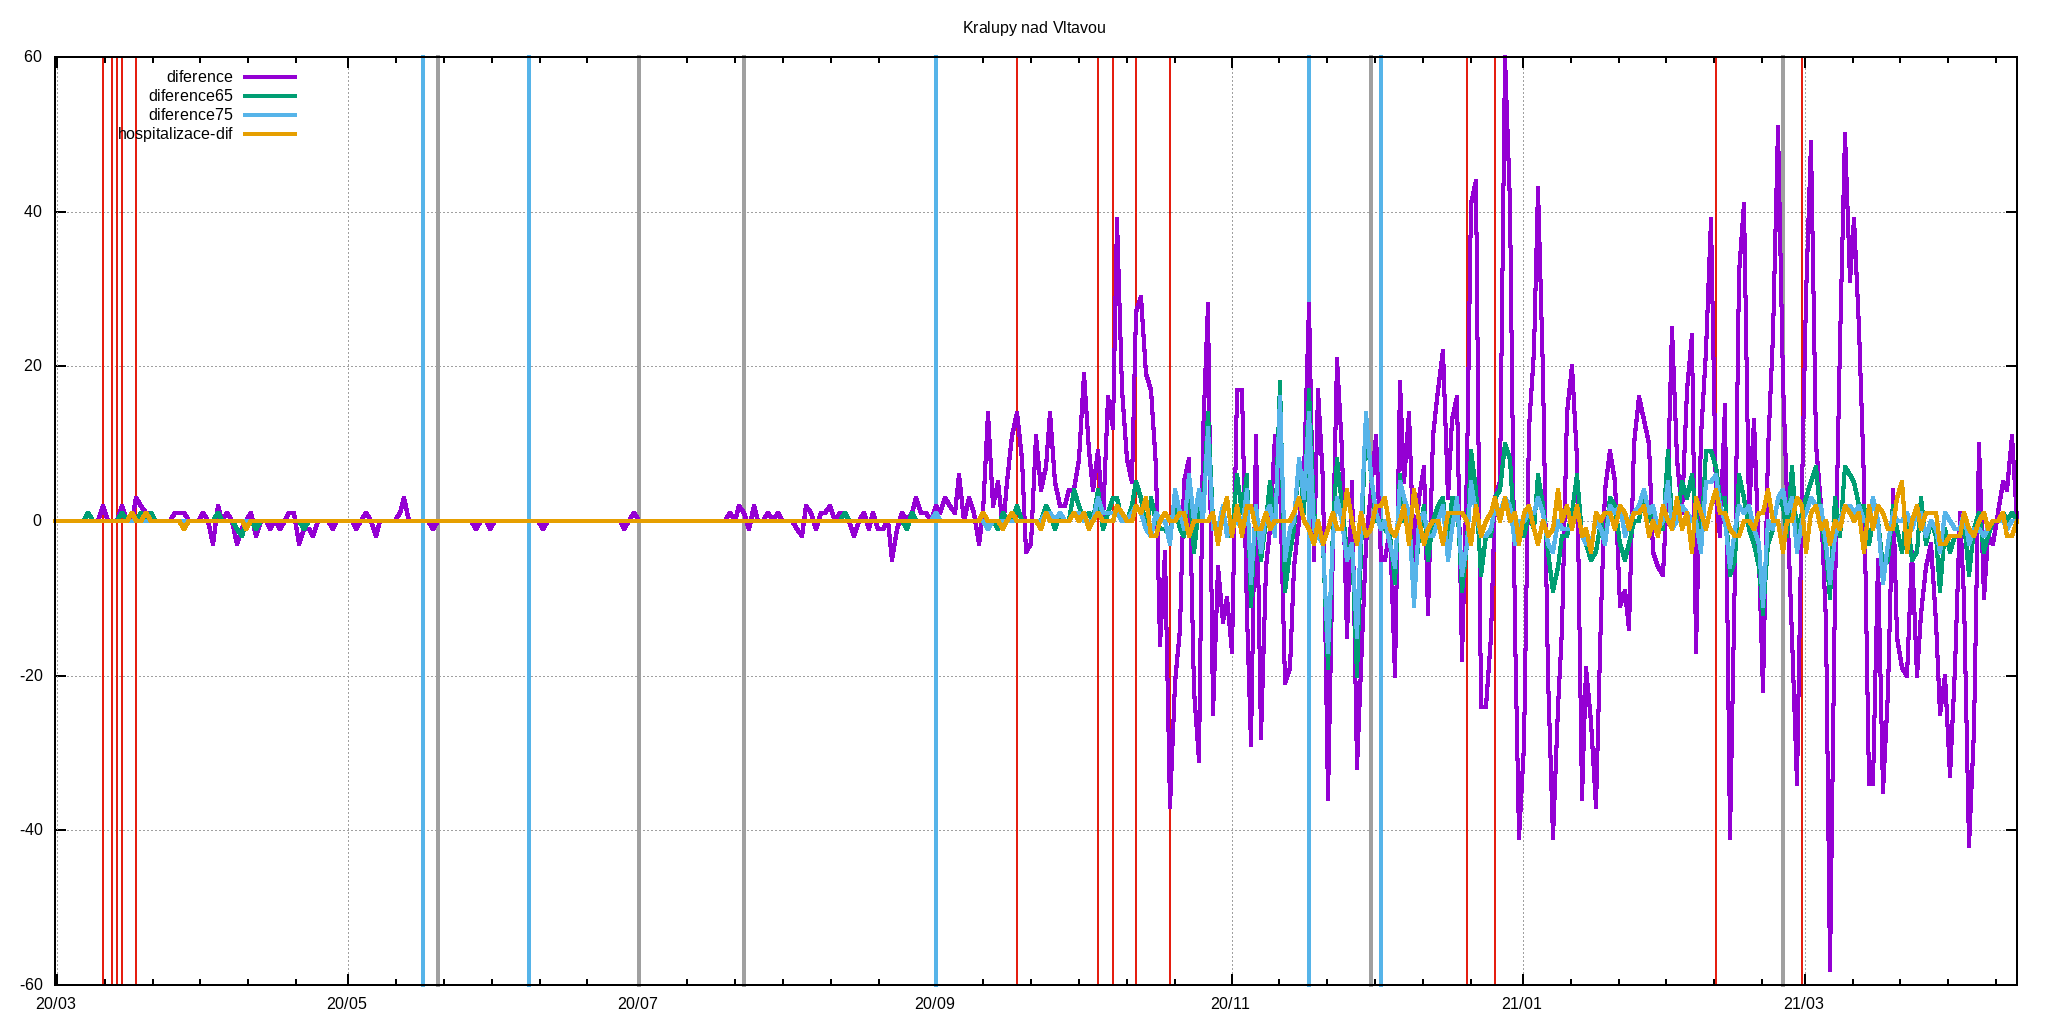 Kralupy nad Vltavou
60
diference
diference65
diference75
hospitalizace-dif
40
20
0
-20
-40
-60
20/03 20/05 20/07 20/09 20/11 21/01 21/03